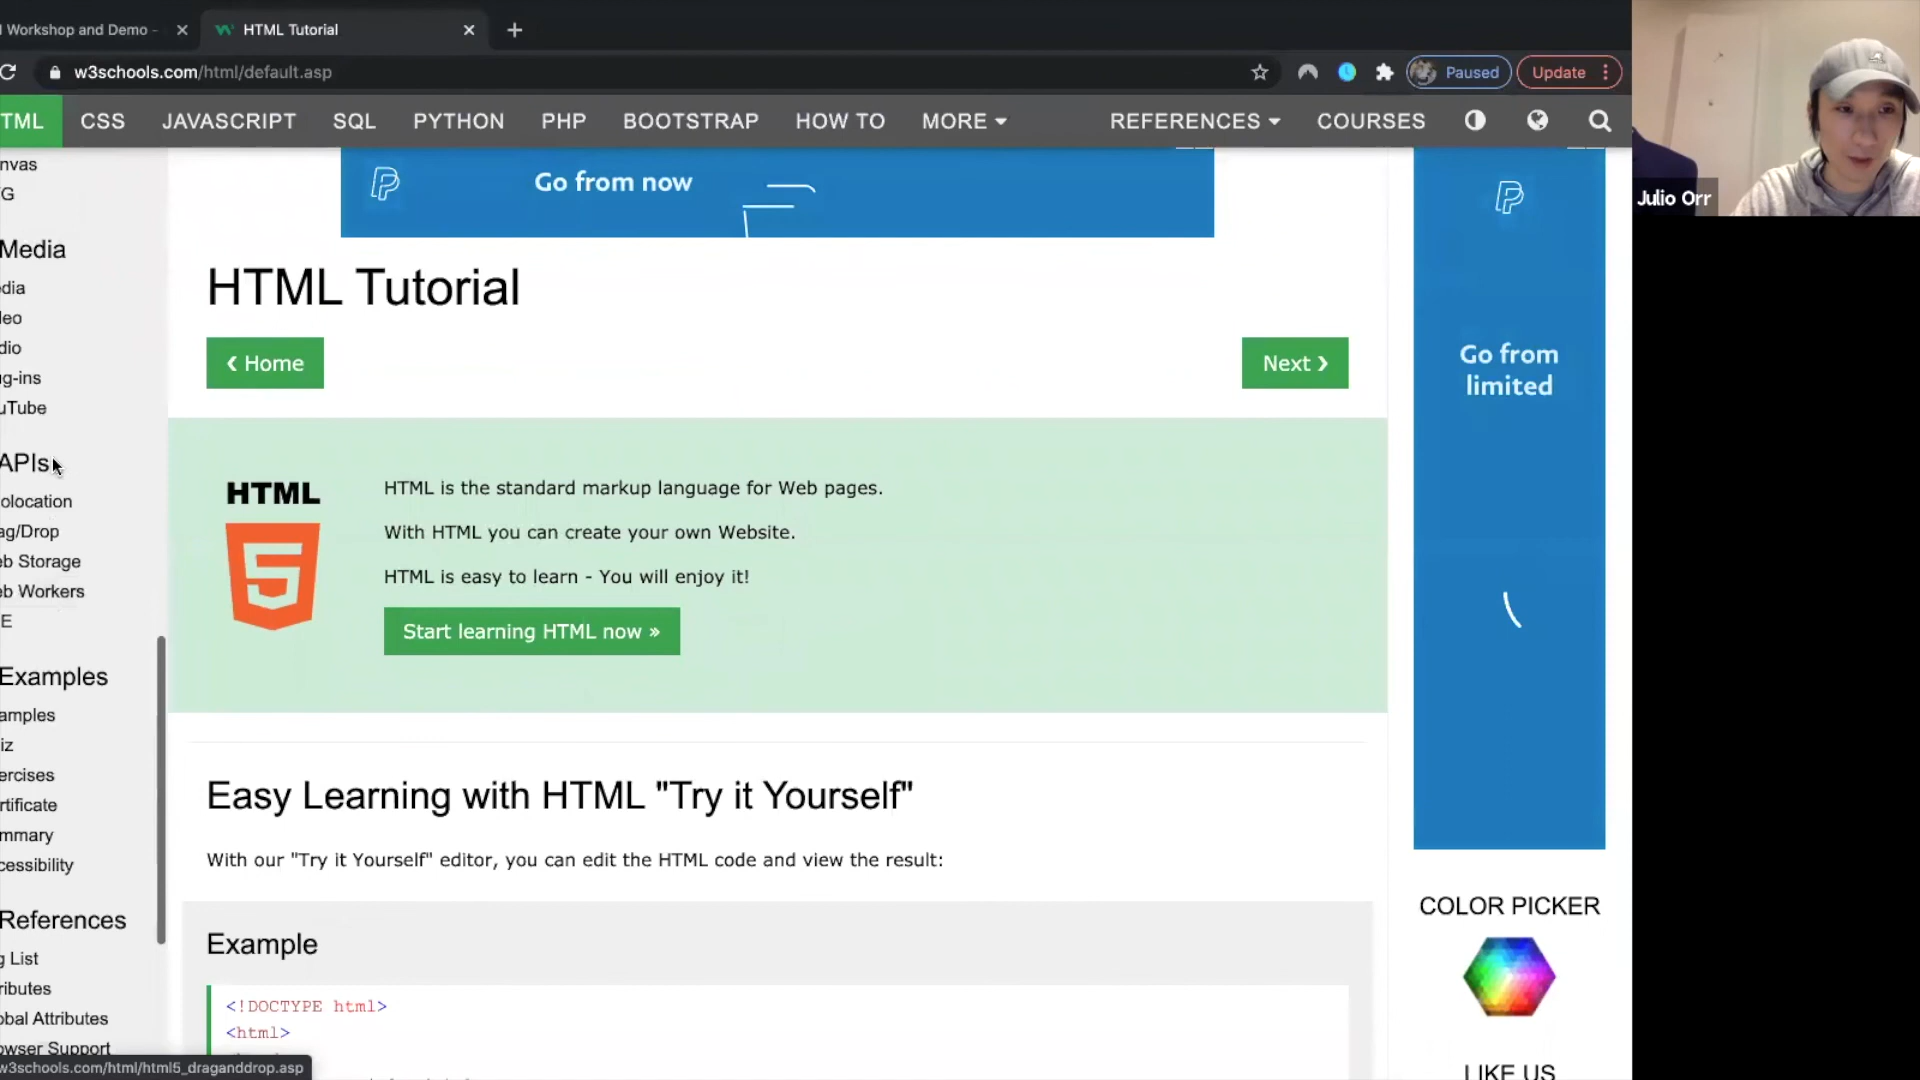 l Workshop and Demo -
HTML Tutorial
w3schools.com/html/default.asp
Paused
Update
TML
CSS
JAVASCRIPT
SQL
PYTHON
PHP
BOOTSTRAP
HOW TO
MORE
REFERENCES
COURSES
Julio Orr
nvas
G
Media
dia
leo
dio
ug-ins
uTube
APIs
olocation
ag/Drop
eb Storage
eb Workers
E
Examples
amples
iz
ercises
rtificate
mmary
cessibility
References
g List
ributes
obal Attributes
owser Support
w3schools.com/html/html5_draganddrop.asp
Go from now
HTML Tutorial
❮ Home
Next ❯
HTML
5
HTML is the standard markup language for Web pages.
With HTML you can create your own Website.
HTML is easy to learn - You will enjoy it!
Start learning HTML now »
Easy Learning with HTML "Try it Yourself"
With our "Try it Yourself" editor, you can edit the HTML code and view the result:
Example
<!DOCTYPE html>
<html>
Go from
limited
COLOR PICKER
LIKE US